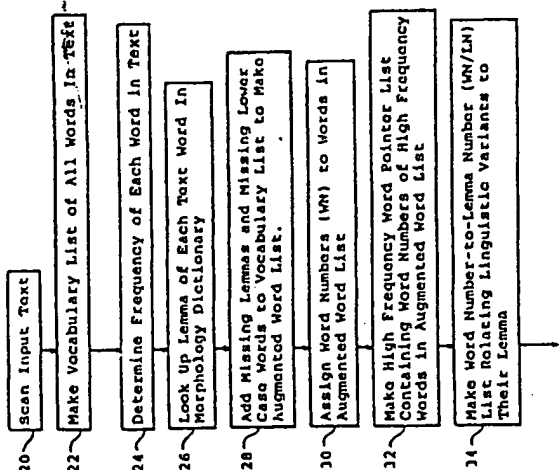 20 Scan Input Text
22 Make Vocabulary List of All Words In Text
24 Determine Frequency of Each Word in Text
26 Look Up Lemma of Each Text Word In
Morphology Dictionary
28 Add Missing Lemmas and Missing Lower
Case Words to Vocabulary List to Make
Augmented Word List.
30 Assign Word Numbers (WN) to Words in
Augmented Word List
32 Make High Frequency Word Pointer List
Containing Word Numbers of High Frequency
Words in Augmented Word List
34 Make Word Number-to-Lemma Number (WN/LN)
List Relating Linguistic Variants to
Their Lemma